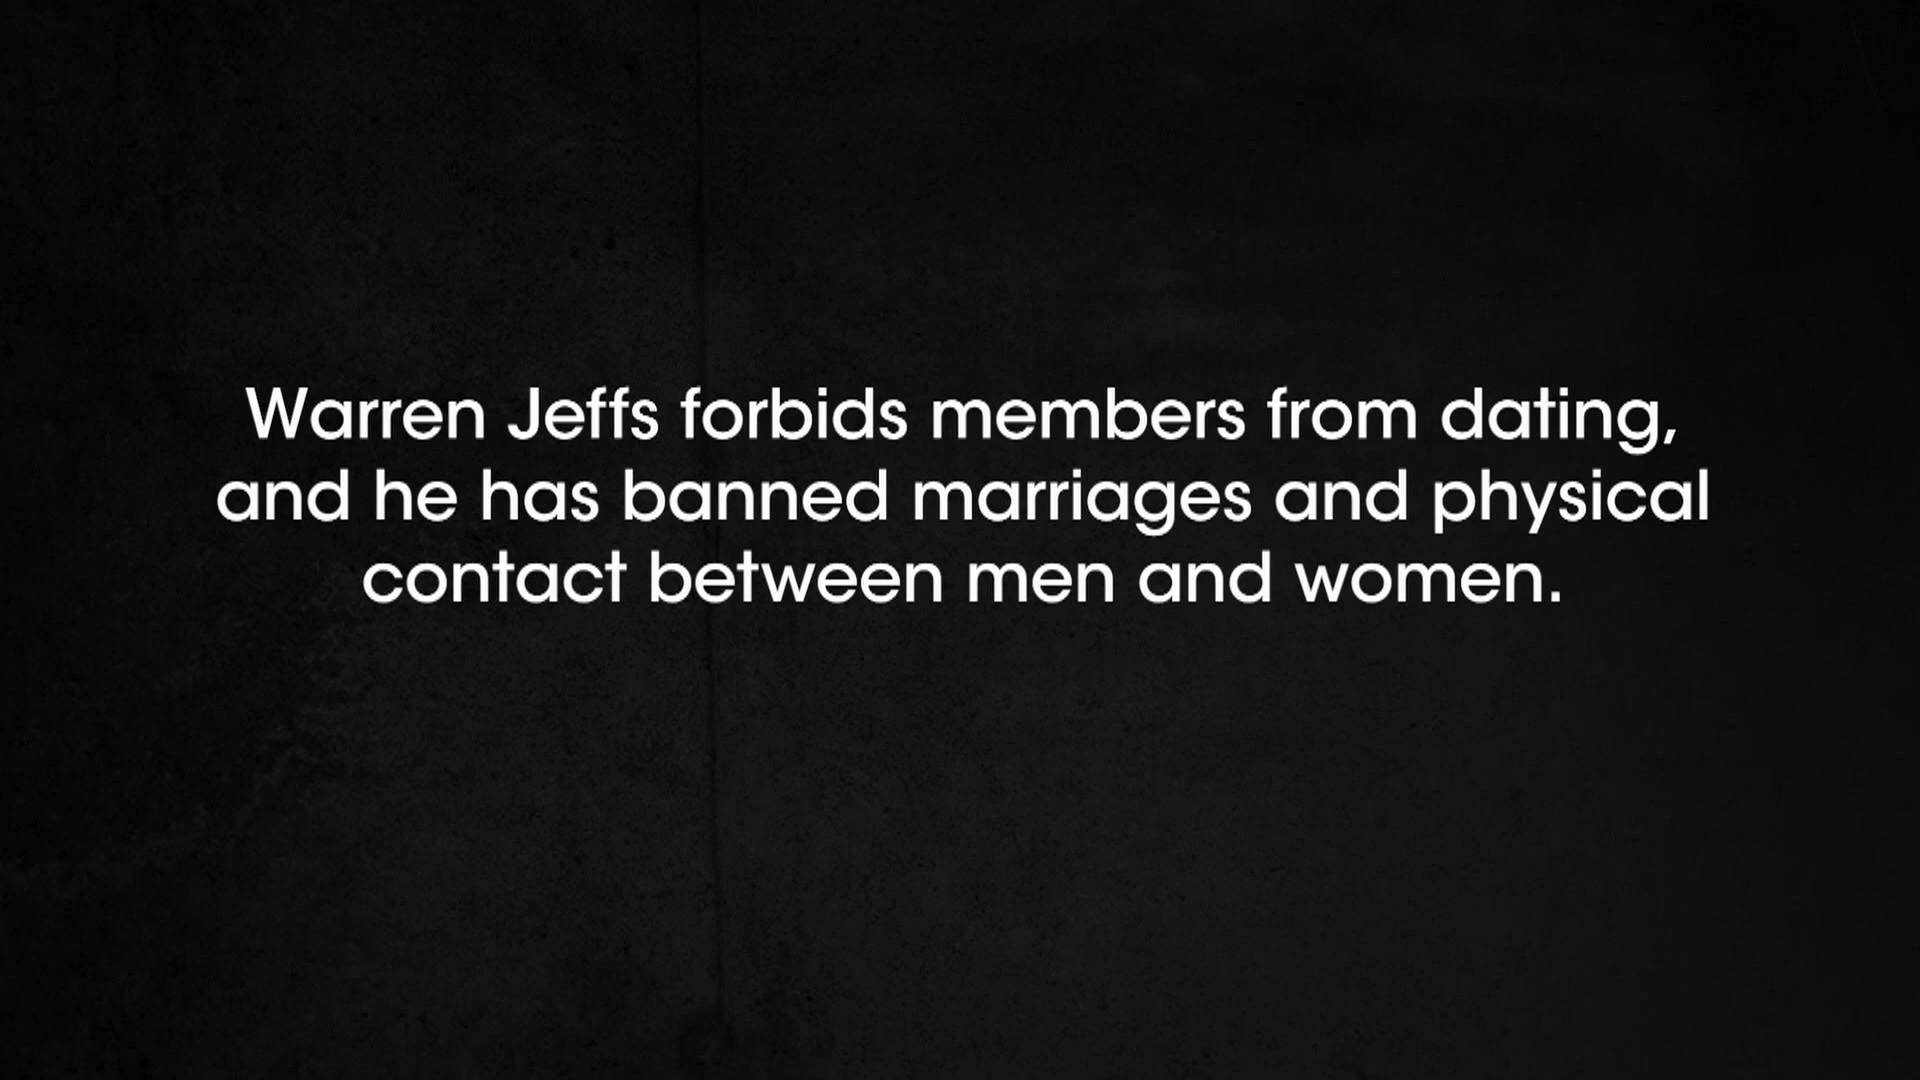 Warren Jeffs forbids members from dating,
and he has banned marriages and physical
contact between men and women.